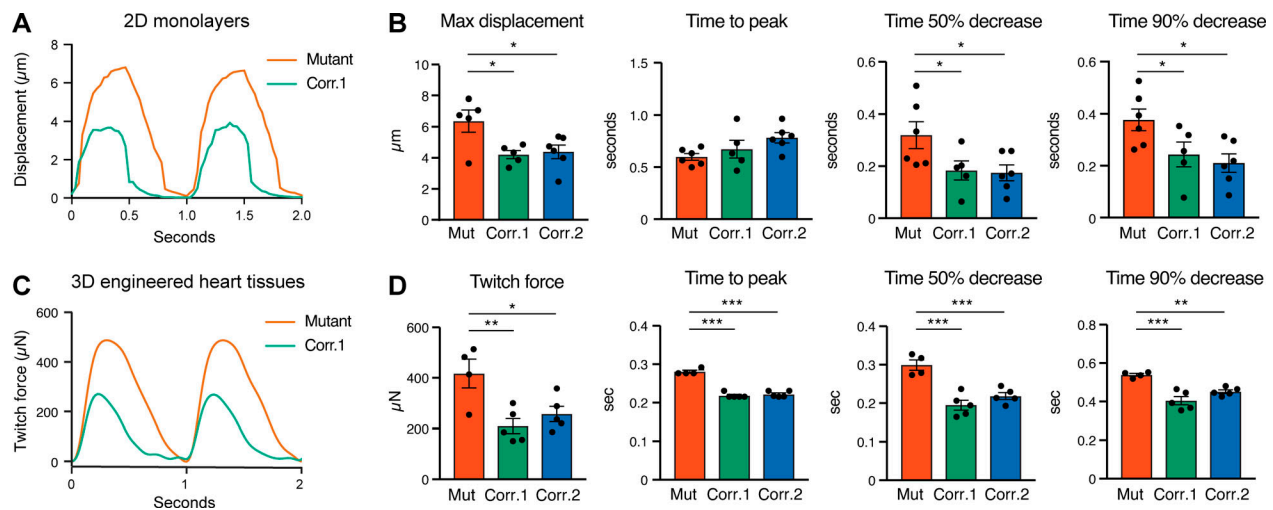 A
2D monolayers
Displacement (µm)
8
6
4
2
0
0
0.5
1.0
1.5
2.0
Seconds
Mutant
Corr.1
B
Max displacement
*
*
µm
10
8
6
4
2
0
Mut Corr.1 Corr.2
Time to peak
seconds
1.5
1.0
0.5
0
Mut Corr.1 Corr.2
Time 50% decrease
*
*
seconds
0.6
0.4
0.2
0
Mut Corr.1 Corr.2
Time 90% decrease
*
*
seconds
0.6
0.4
0.2
0
Mut Corr.1 Corr.2
C
3D engineered heart tissues
Twitch force (µN)
600
400
200
0
0
1
2
Seconds
Mutant
Corr.1
D
Twitch force
*
**
µN
600
400
200
0
Mut Corr.1 Corr.2
Time to peak
***
***
sec
0.4
0.3
0.2
0.1
0
Mut Corr.1 Corr.2
Time 50% decrease
***
***
sec
0.4
0.3
0.2
0.1
0
Mut Corr.1 Corr.2
Time 90% decrease
**
***
sec
0.8
0.6
0.4
0.2
0
Mut Corr.1 Corr.2